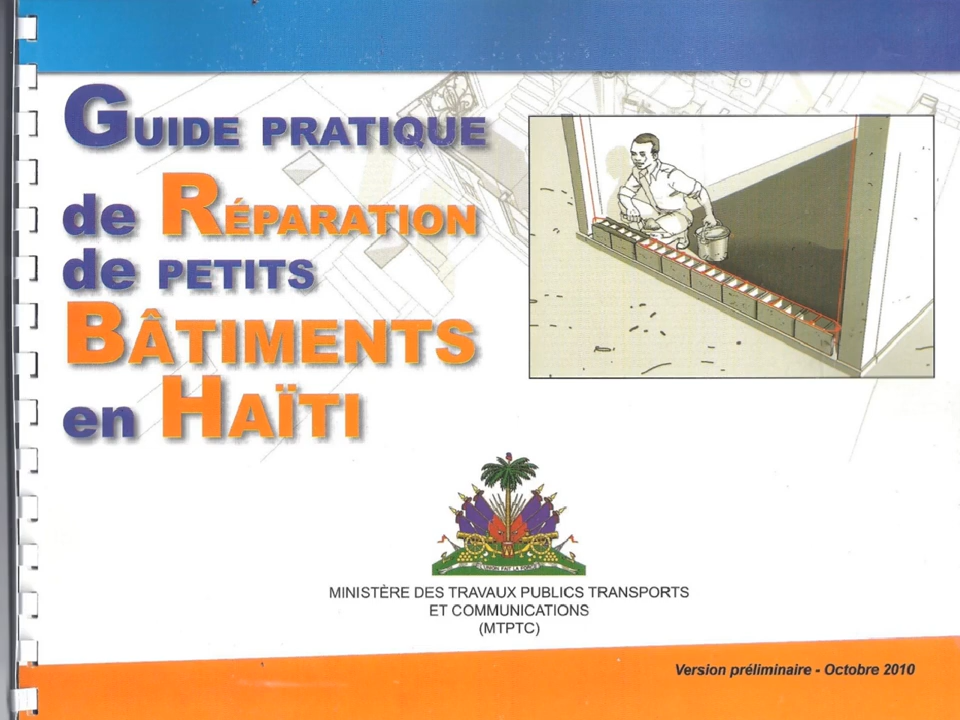 GUIDE PRATIQUE
de RÉPARATION
de PETITS
BÂTIMENTS
en HAÏTI
L'UNION FAIT LA FORCE
MINISTÈRE DES TRAVAUX PUBLICS TRANSPORTS
ET COMMUNICATIONS
(MTPTC)
Version préliminaire - Octobre 2010